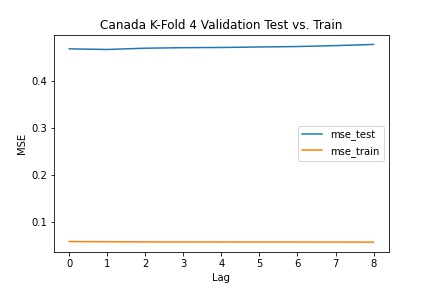 Canada K-Fold 4 Validation Test vs. Train
MSE
0.4
0.3
0.2
0.1
mse_test
mse_train
0 1 2 3 4 5 6 7 8
Lag